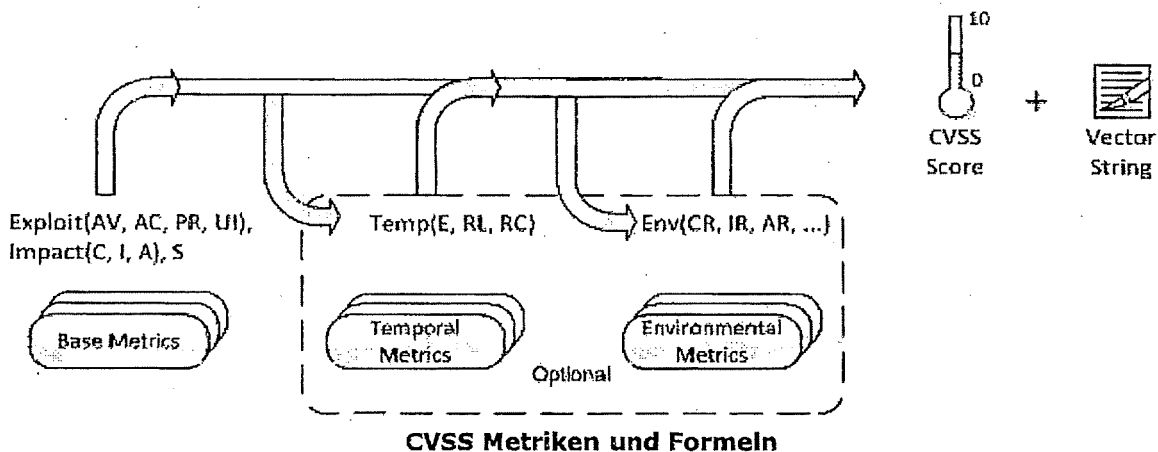 10
0
CVSS
Score
+
Vector
String
Exploit(AV, AC, PR, UI),
Impact(C, I, A), S
Temp(E, RL, RC)
Env(CR, IR, AR, ...)
Base Metrics
Temporal
Metrics
Environmental
Metrics
Optional
CVSS Metriken und Formeln